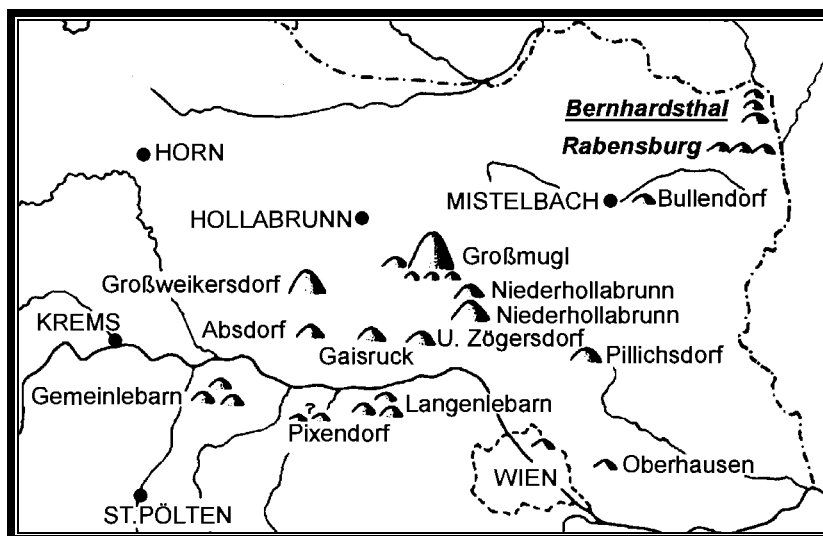 Bernhardsthal
HORN
Rabensburg
MISTELBACH
Bullendorf
HOLLABRUNN
Großmugl
Großweikersdorf
Niederhollabrunn
Niederhollabrunn
KREMS
Absdorf
U. Zögersdorf
Gaisruck
Pillichsdorf
Gemeinlebarn
Langenlebarn
?
Pixendorf
WIEN
Oberhausen
ST.PÖLTEN